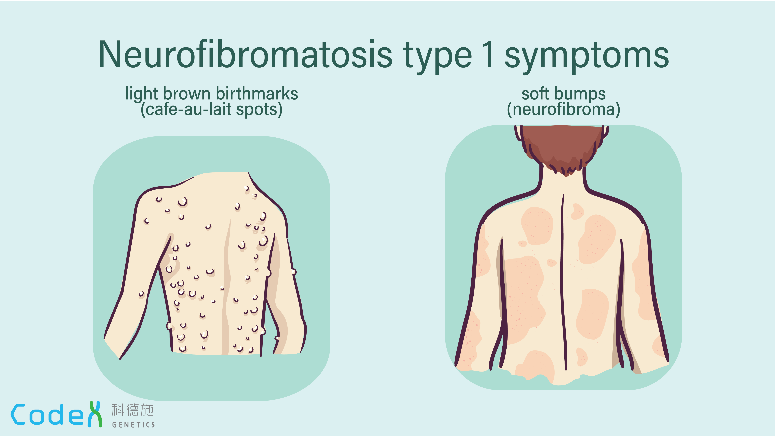 Neurofibromatosis type 1 symptoms
light brown birthmarks
(cafe-au-lait spots)
soft bumps
(neurofibroma)
CodeX 科德施
GENETICS